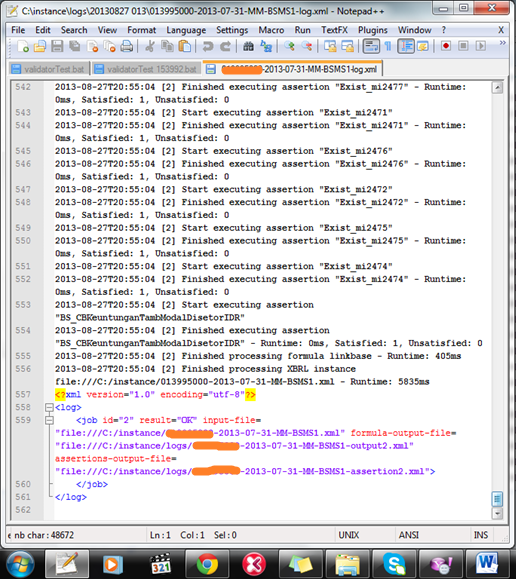 C:\instance\logs\20130827 013\013995000-2013-07-31-MM-BSMS1-log.xml - Notepad++
File Edit Search View Format Language Settings Macro Run TextFX Plugins Window ? X
validatorTest.bat validatorTest 153992.bat -2013-07-31-MM-BSMS1-log.xml
542 2013-08-27T20:55:04 [2] Finished executing assertion "Exist_mi2477" - Runtime:
0ms, Satisfied: 1, Unsatisfied: 0
543 2013-08-27T20:55:04 [2] Start executing assertion "Exist_mi2471"
544 2013-08-27T20:55:04 [2] Finished executing assertion "Exist_mi2471" - Runtime:
0ms, Satisfied: 1, Unsatisfied: 0
545 2013-08-27T20:55:04 [2] Start executing assertion "Exist_mi2476"
546 2013-08-27T20:55:04 [2] Finished executing assertion "Exist_mi2476" - Runtime:
0ms, Satisfied: 1, Unsatisfied: 0
547 2013-08-27T20:55:04 [2] Start executing assertion "Exist_mi2472"
548 2013-08-27T20:55:04 [2] Finished executing assertion "Exist_mi2472" - Runtime:
0ms, Satisfied: 1, Unsatisfied: 0
549 2013-08-27T20:55:04 [2] Start executing assertion "Exist_mi2475"
550 2013-08-27T20:55:04 [2] Finished executing assertion "Exist_mi2475" - Runtime:
0ms, Satisfied: 1, Unsatisfied: 0
551 2013-08-27T20:55:04 [2] Start executing assertion "Exist_mi2474"
552 2013-08-27T20:55:04 [2] Finished executing assertion "Exist_mi2474" - Runtime:
0ms, Satisfied: 1, Unsatisfied: 0
553 2013-08-27T20:55:04 [2] Start executing assertion
"BS_CBKeuntunganTambModalDisetorIDR"
554 2013-08-27T20:55:04 [2] Finished executing assertion
"BS_CBKeuntunganTambModalDisetorIDR" - Runtime: 0ms, Satisfied: 1, Unsatisfied: 0
555 2013-08-27T20:55:04 [2] Finished processing formula linkbase - Runtime: 405ms
556 2013-08-27T20:55:04 [2] Finished processing XBRL instance
file:///C:/instance/013995000-2013-07-31-MM-BSMS1.xml - Runtime: 5835ms
557 <?xml version="1.0" encoding="utf-8"?>
558 <log>
559 <job id="2" result="OK" input-file=
"file:///C:/instance/ -2013-07-31-MM-BSMS1.xml" formula-output-file=
"file:///C:/instance/logs/ -2013-07-31-MM-BSMS1-output2.xml"
assertions-output-file=
"file:///C:/instance/logs/ -2013-07-31-MM-BSMS1-assertion2.xml">
560 </job>
561 </log>
562
nb char : 48672 Ln : 1 Col : 1 Sel : 0 UNIX ANSI INS
321